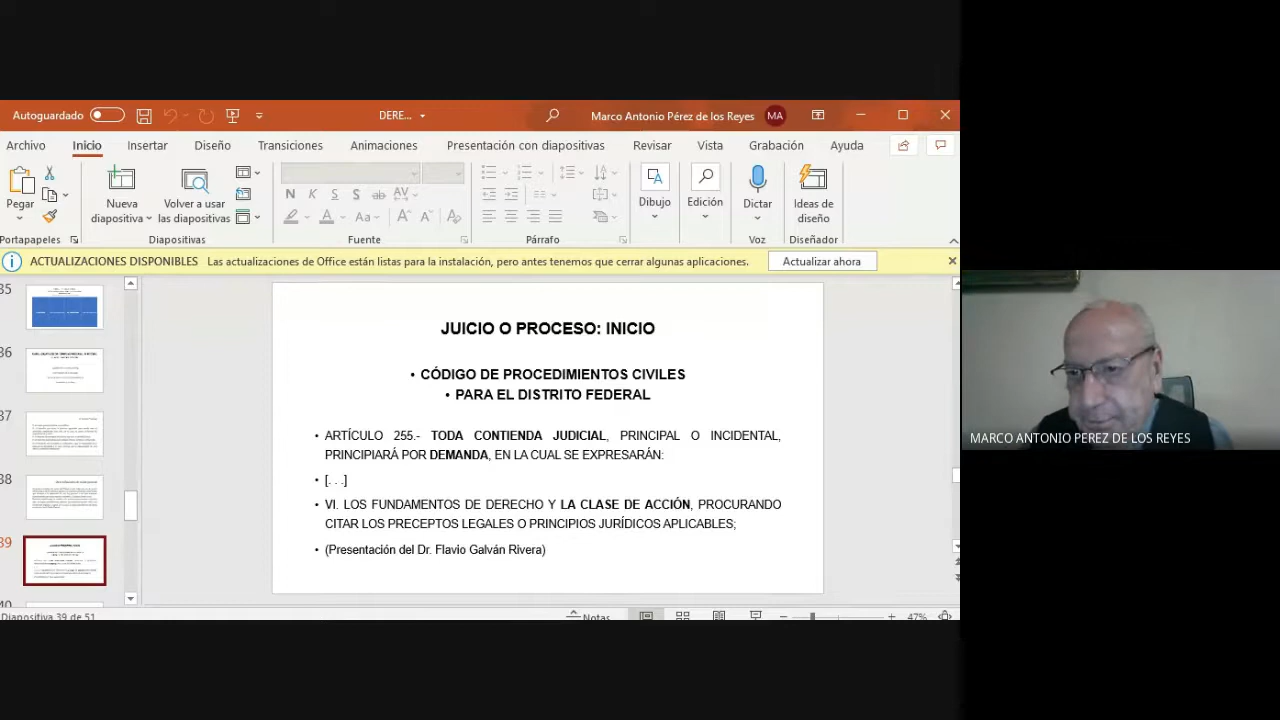 Autoguardado
DERE...
Marco Antonio Pérez de los Reyes
MA
Archivo Inicio Insertar Diseño Transiciones Animaciones Presentación con diapositivas Revisar Vista Grabación Ayuda
Pegar
Nueva diapositiva
Volver a usar las diapositivas
N K S S ab AV
A Aa A A
Dibujo
Edición
Dictar
Ideas de diseño
Portapapeles Diapositivas Fuente Párrafo Voz Diseñador
ACTUALIZACIONES DISPONIBLES Las actualizaciones de Office están listas para la instalación, pero antes tenemos que cerrar algunas aplicaciones. Actualizar ahora
35
36
37
38
39
40
JUICIO O PROCESO: INICIO
• CÓDIGO DE PROCEDIMIENTOS CIVILES
• PARA EL DISTRITO FEDERAL
• ARTÍCULO 255.- TODA CONTIENDA JUDICIAL, PRINCIPAL O INCIDENTAL,
PRINCIPIARÁ POR DEMANDA, EN LA CUAL SE EXPRESARÁN:
• [. . .]
• VI. LOS FUNDAMENTOS DE DERECHO Y LA CLASE DE ACCIÓN, PROCURANDO
CITAR LOS PRECEPTOS LEGALES O PRINCIPIOS JURÍDICOS APLICABLES;
• (Presentación del Dr. Flavio Galván Rivera)
Diapositiva 39 de 51
Notas
47%
MARCO ANTONIO PEREZ DE LOS REYES